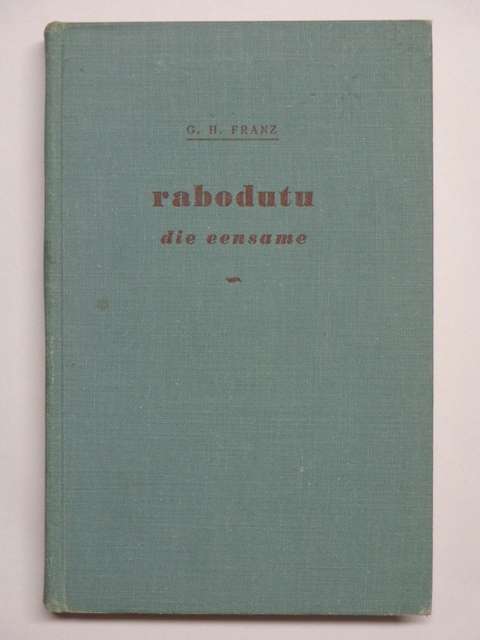 G. H. FRANZ
rabodutu
die eensame